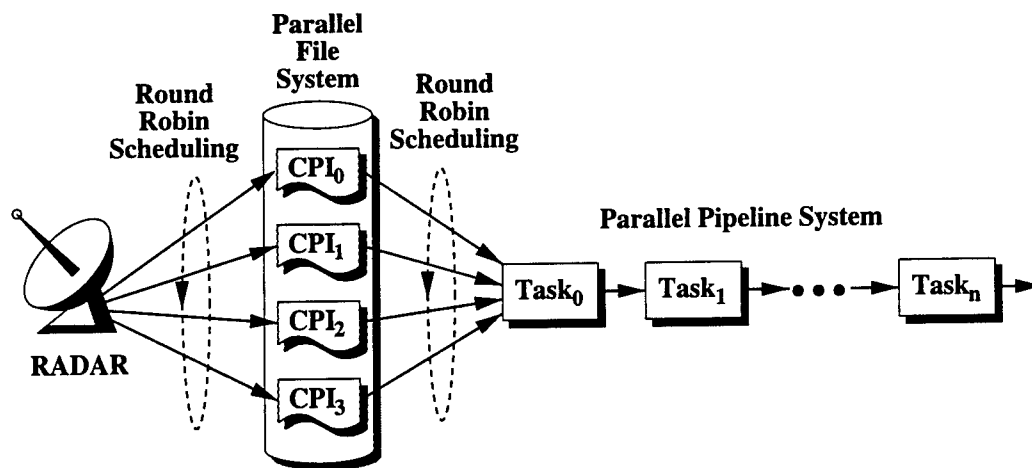 Parallel
File
System
Round
Robin
Scheduling
Round
Robin
Scheduling
CPI0
CPI1
CPI2
CPI3
RADAR
Parallel Pipeline System
Task0
Task1
Taskn